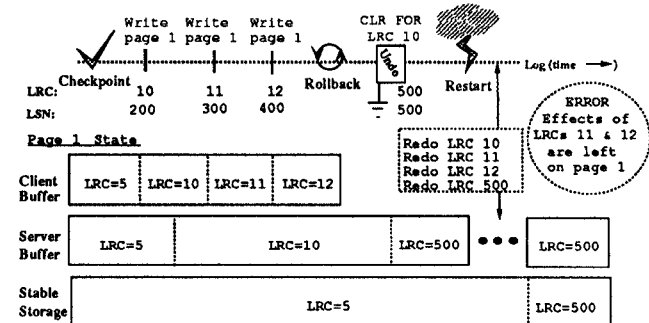 Write Write Write CLR FOR
page 1 page 1 page 1 LRC 10
Undo
Log (time →)
Checkpoint Rollback Restart
LRC: 10 11 12 500
LSN: 200 300 400 500
ERROR
Effects of
LRCs 11 & 12
are left
on page 1
Redo LRC 10
Redo LRC 11
Redo LRC 12
Redo LRC 500
Page 1 State
Client
Buffer
LRC=5 LRC=10 LRC=11 LRC=12
Server
Buffer
LRC=5 LRC=10 LRC=500 ••• LRC=500
Stable
Storage
LRC=5 LRC=500